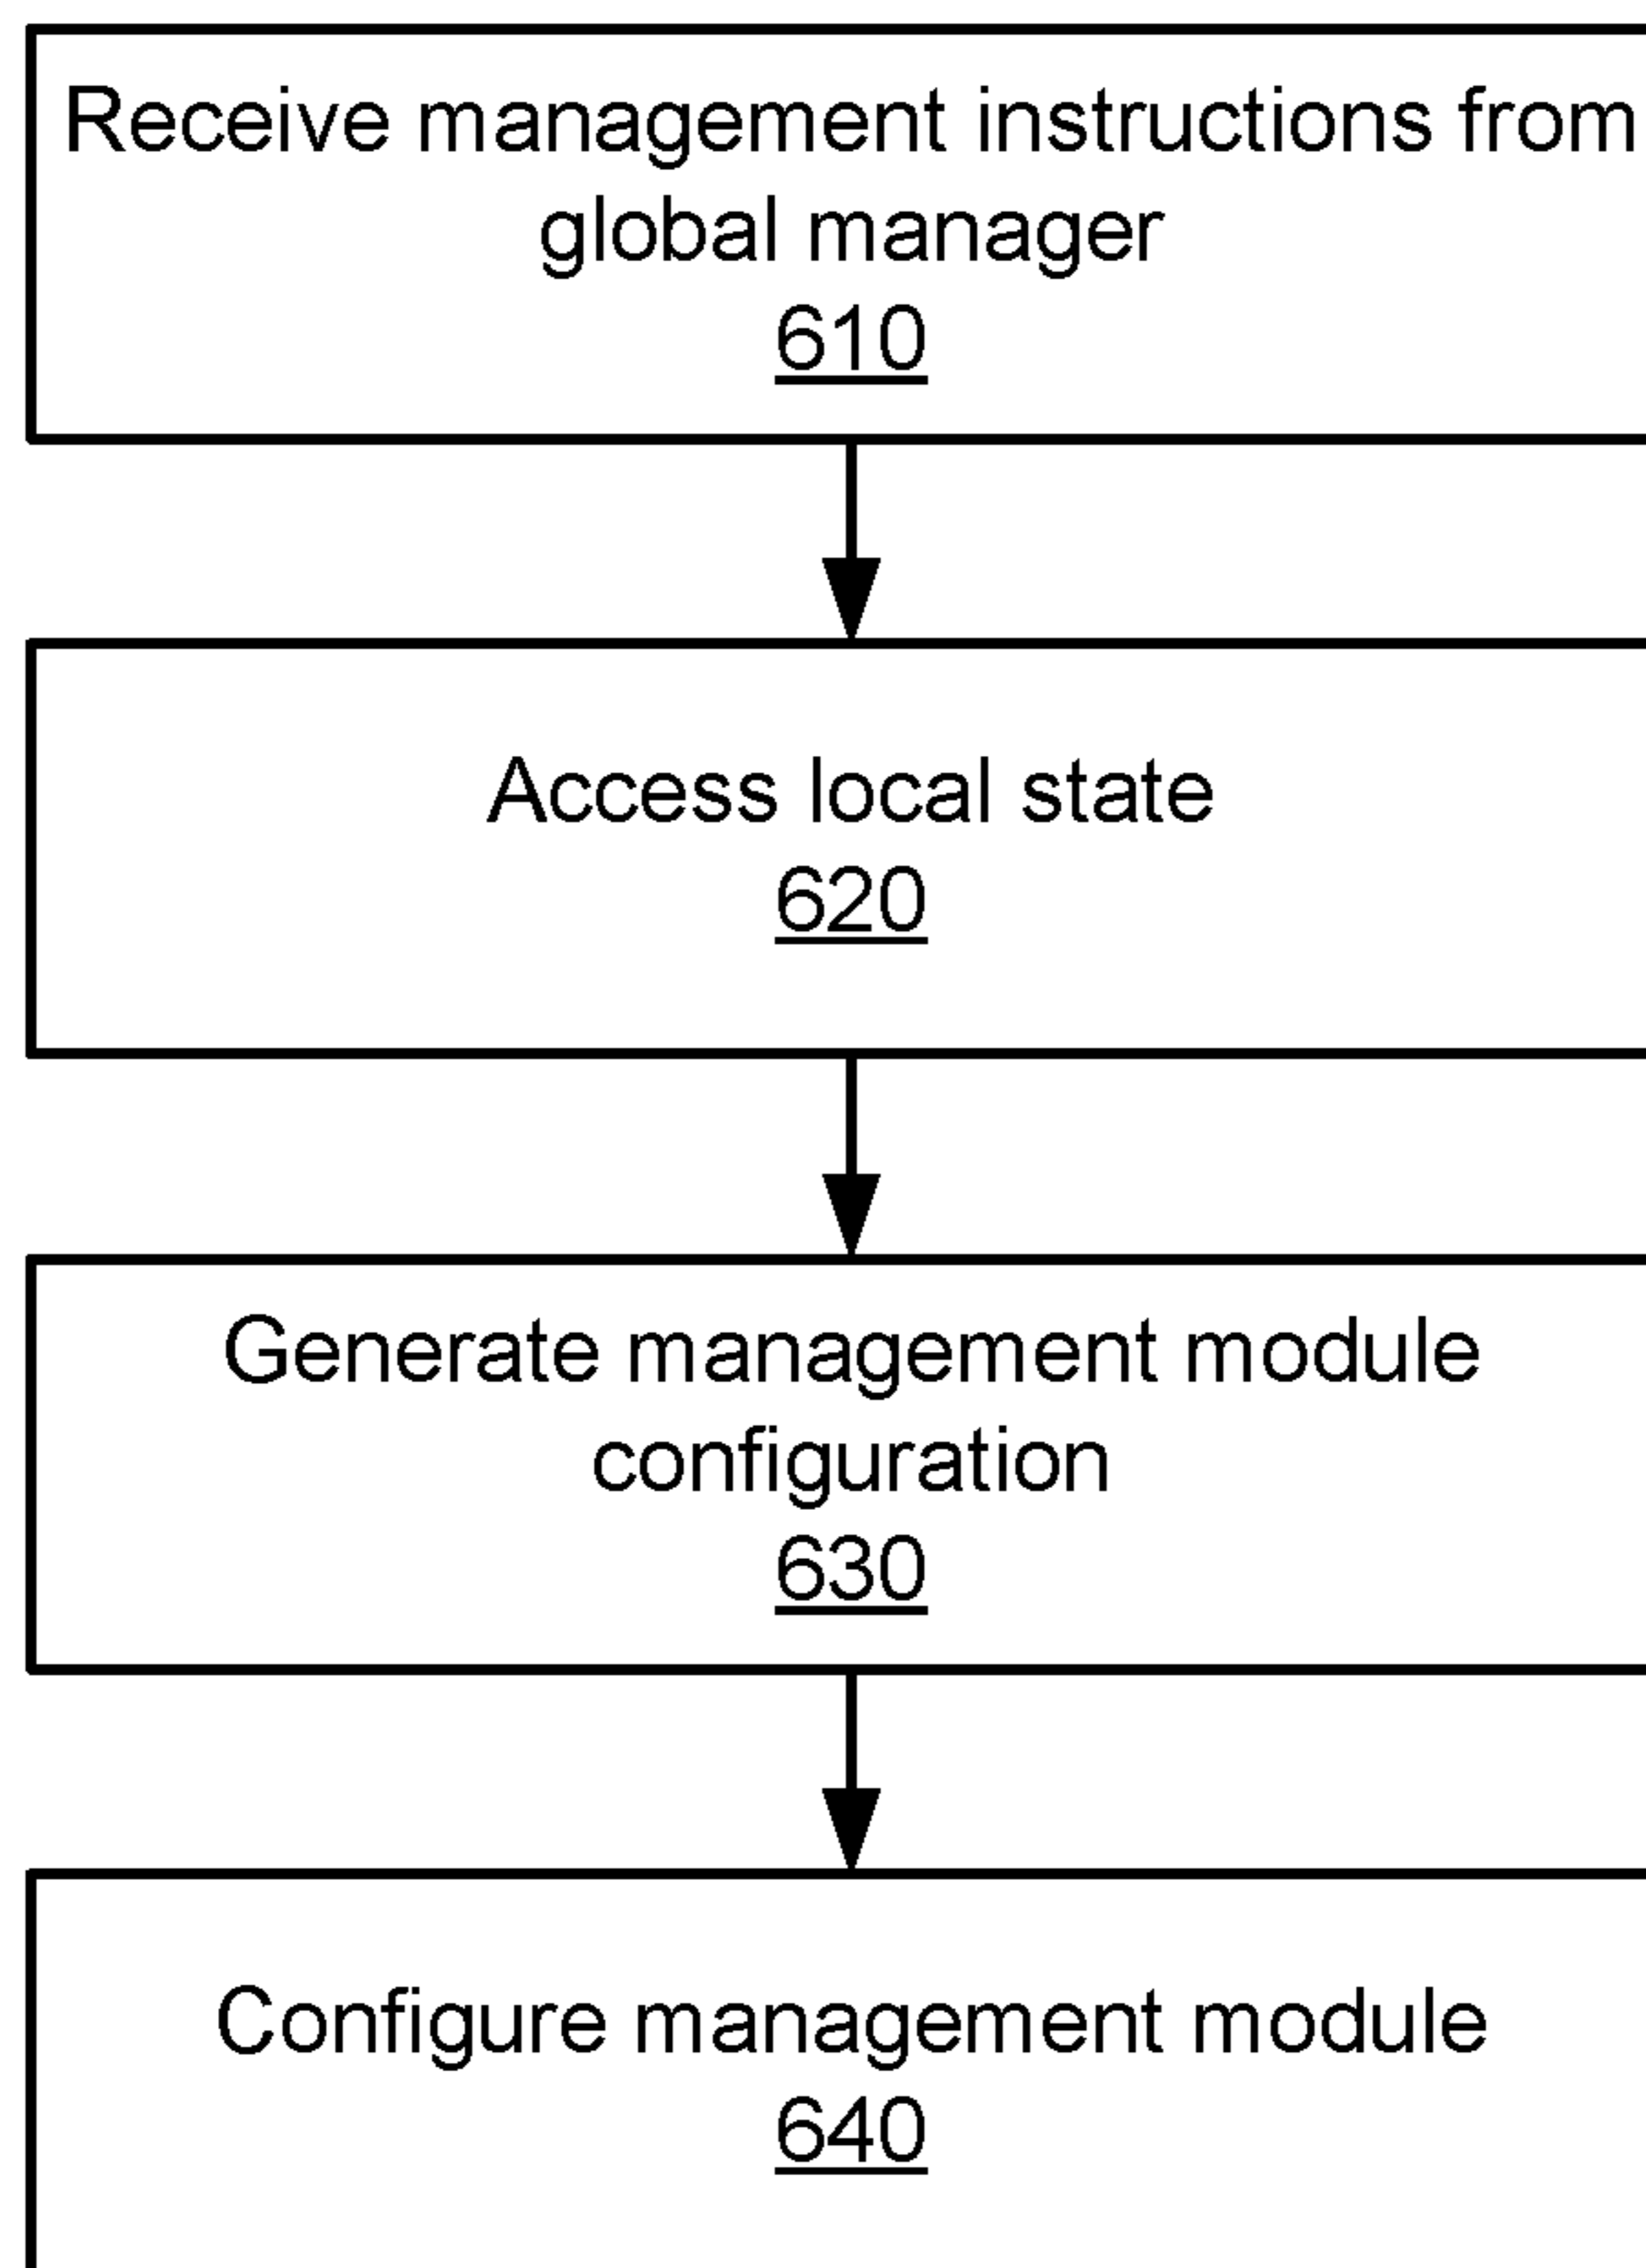 Receive management instructions from
global manager
610
Access local state
620
Generate management module
configuration
630
Configure management module
640